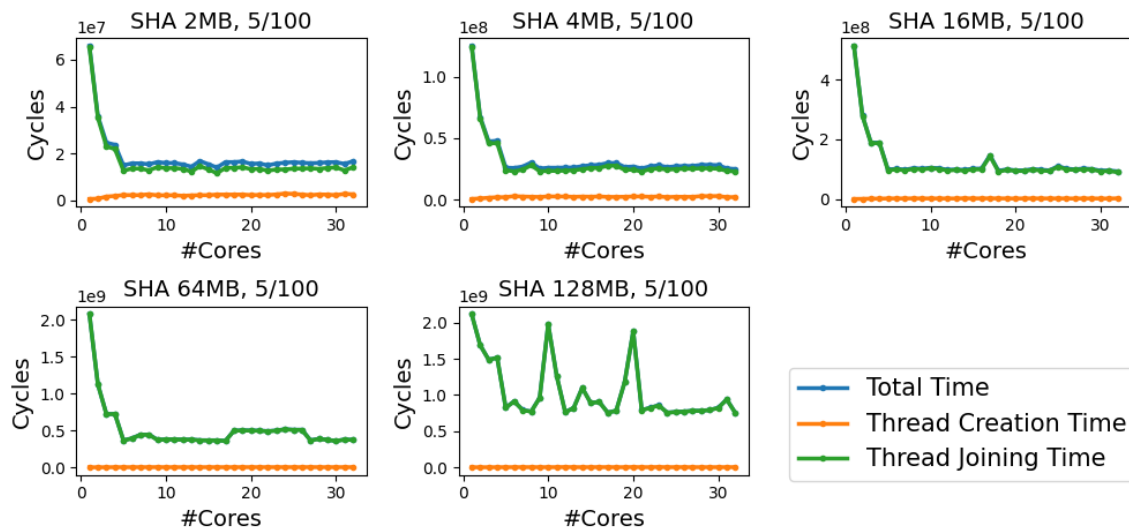 SHA 2MB, 5/100
1e7
6
4
2
0
Cycles
0 10 20 30
#Cores
SHA 4MB, 5/100
1e8
1.0
0.5
0.0
Cycles
0 10 20 30
#Cores
SHA 16MB, 5/100
1e8
4
2
0
Cycles
0 10 20 30
#Cores
SHA 64MB, 5/100
1e9
2.0
1.5
1.0
0.5
0.0
Cycles
0 10 20 30
#Cores
SHA 128MB, 5/100
1e9
2.0
1.5
1.0
0.5
0.0
Cycles
0 10 20 30
#Cores
Total Time
Thread Creation Time
Thread Joining Time